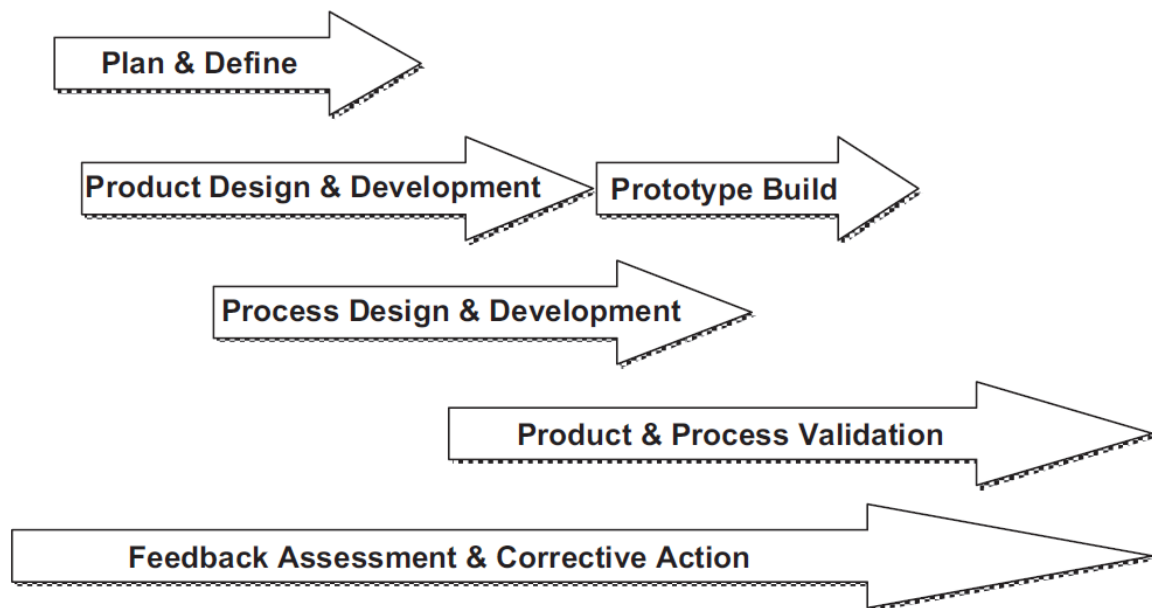 Plan & Define
Product Design & Development
Prototype Build
Process Design & Development
Product & Process Validation
Feedback Assessment & Corrective Action